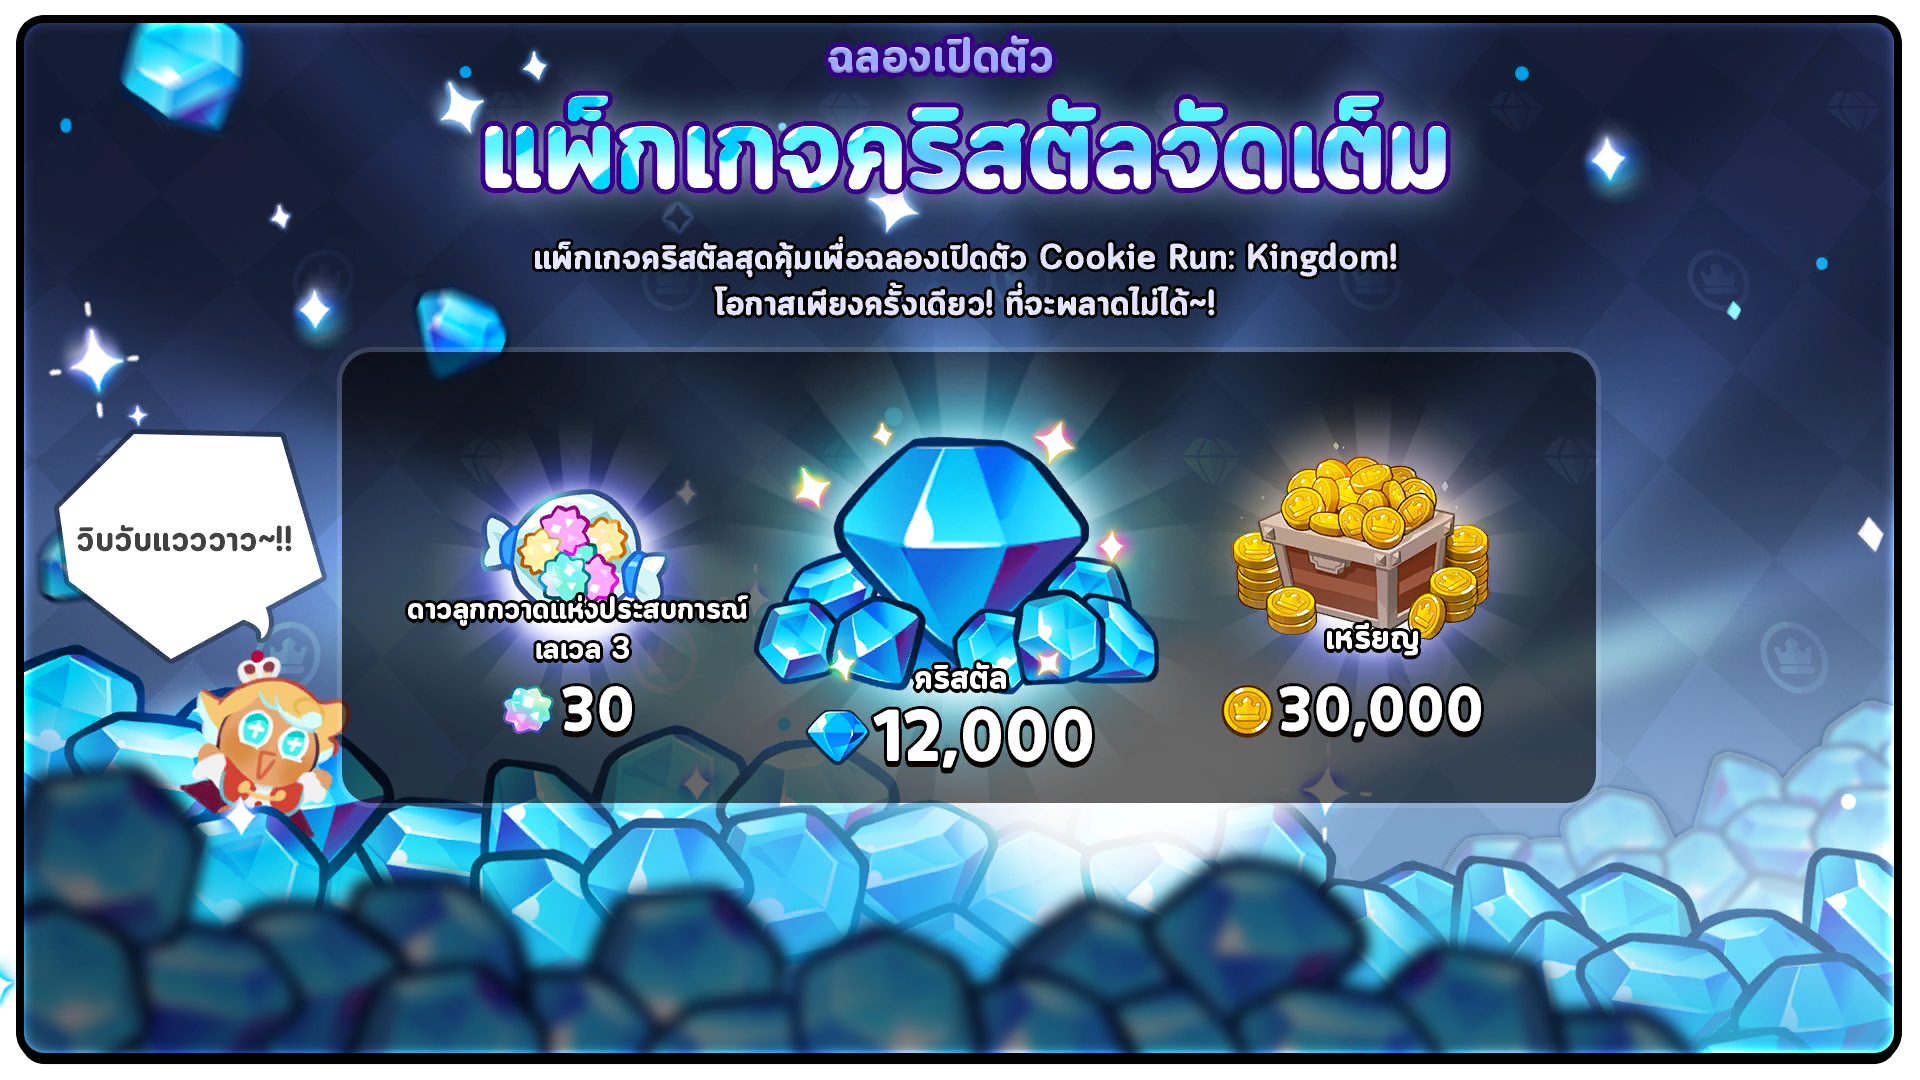 ฉลองเปิดตัว
แพ็กเกจคริสตัลจัดเต็ม
แพ็กเกจคริสตัลสุดคุ้มเพื่อฉลองเปิดตัว Cookie Run: Kingdom!
โอกาสเพียงครั้งเดียว! ที่จะพลาดไม่ได้~!
วิบวับแวววาว~!!
ดาวลูกกวาดแห่งประสบการณ์
เลเวล 3
30
คริสตัล
12,000
เหรียญ
30,000